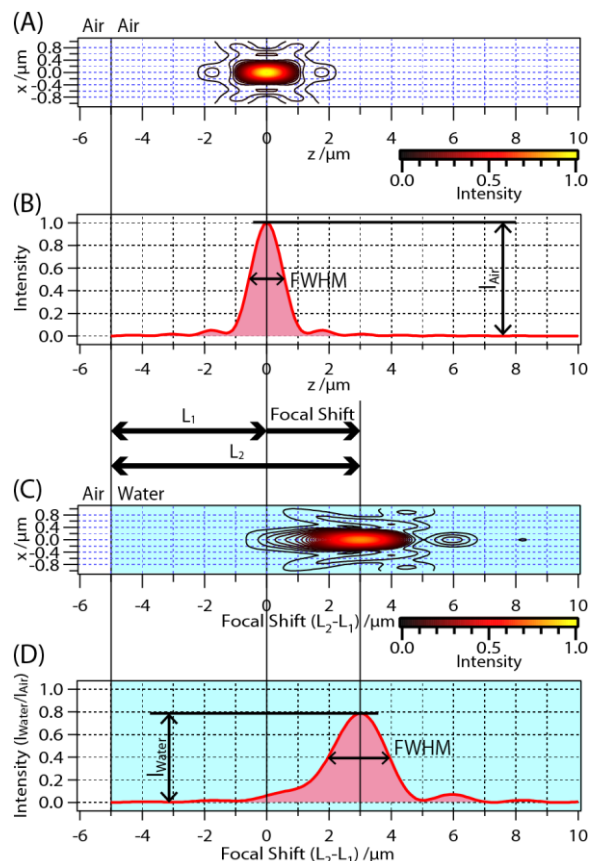 (A)
Air Air
x /µm
0.8
0.4
0.0
-0.4
-0.8
-6 -4 -2 0 2 4 6 8 10
z /µm
0.0 0.5 1.0
Intensity
(B)
Intensity
1.0
0.8
0.6
0.4
0.2
0.0
FWHM
I_Air
-6 -4 -2 0 2 4 6 8 10
z /µm
L₁ Focal Shift
L₂
(C)
Air Water
x /µm
0.8
0.4
0.0
-0.4
-0.8
-6 -4 -2 0 2 4 6 8 10
Focal Shift (L₂-L₁) /µm
0.0 0.5 1.0
Intensity
(D)
Intensity (I_Water/I_Air)
1.0
0.8
0.6
0.4
0.2
0.0
I_Water
FWHM
-6 -4 -2 0 2 4 6 8 10
Focal Shift (L₂-L₁) /µm